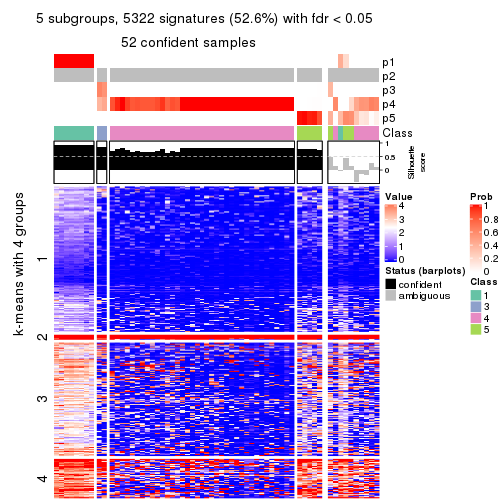 5 subgroups, 5322 signatures (52.6%) with fdr < 0.05
52 confident samples
p1
p2
p3
p4
p5
Class
1
0.5
0
Silhouette
score
k-means with 4 groups
1
2
3
4
Value
4
3
2
1
0
Status (barplots)
confident
ambiguous
Prob
1
0.8
0.6
0.4
0.2
0
Class
1
3
4
5